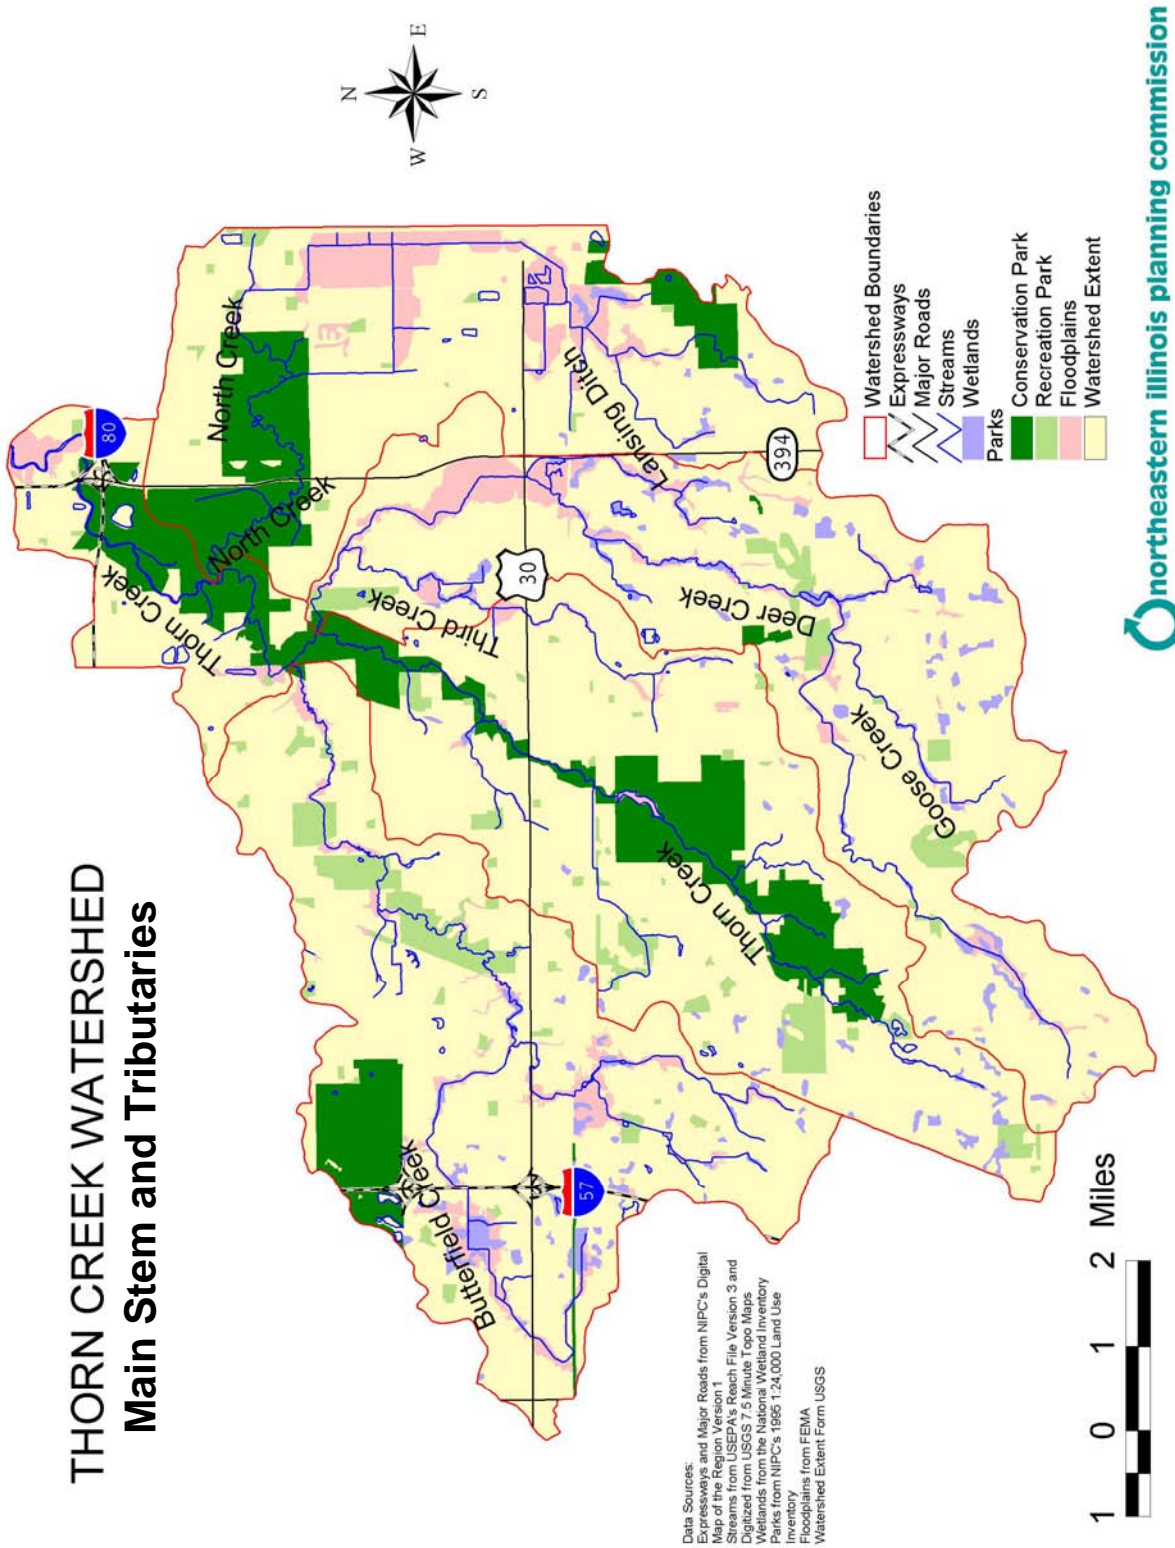 THORN CREEK WATERSHED
Main Stem and Tributaries
N
W
E
S
80
North Creek
North Creek
Thorn Creek
Third Creek
30
Lansing Ditch
394
Deer Creek
Goose Creek
Thorn Creek
Butterfield Creek
57
Watershed Boundaries
Expressways
Major Roads
Streams
Wetlands
Parks
Conservation Park
Recreation Park
Floodplains
Watershed Extent
Data Sources:
Expressways and Major Roads from NIPC's Digital
Map of the Region Version 1
Streams from USEPA's Reach File Version 3 and
Digitized from USGS 7.5 Minute Topo Maps
Wetlands from the National Wetland Inventory
Parks from NIPC's 1995 1:24,000 Land Use
Inventory
Floodplains from FEMA
Watershed Extent Form USGS
1 0 1 2 Miles
northeastern illinois planning commission